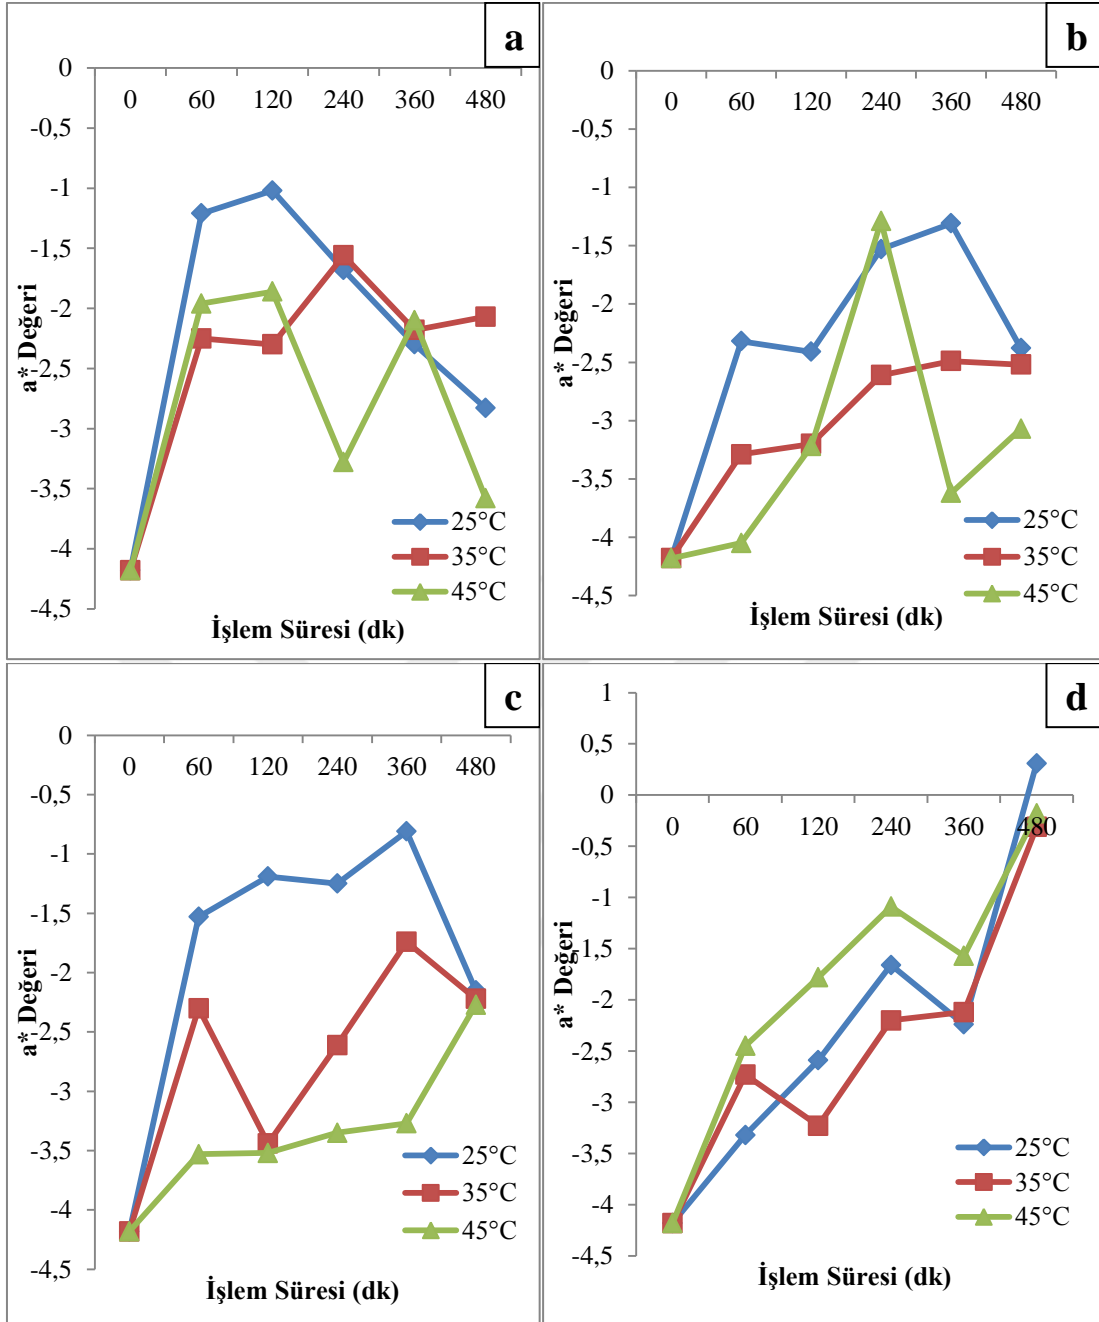 a
0
0 60 120 240 360 480
-0,5
-1
-1,5
-2
-2,5
-3
-3,5
-4
-4,5
a* Değeri
25°C
35°C
45°C
İşlem Süresi (dk)
b
0
0 60 120 240 360 480
-0,5
-1
-1,5
-2
-2,5
-3
-3,5
-4
-4,5
a* Değeri
25°C
35°C
45°C
İşlem Süresi (dk)
c
0
0 60 120 240 360 480
-0,5
-1
-1,5
-2
-2,5
-3
-3,5
-4
-4,5
a* Değeri
25°C
35°C
45°C
İşlem Süresi (dk)
d
1
0,5
0
0 60 120 240 360 480
-0,5
-1
-1,5
-2
-2,5
-3
-3,5
-4
-4,5
a* Değeri
25°C
35°C
45°C
İşlem Süresi (dk)